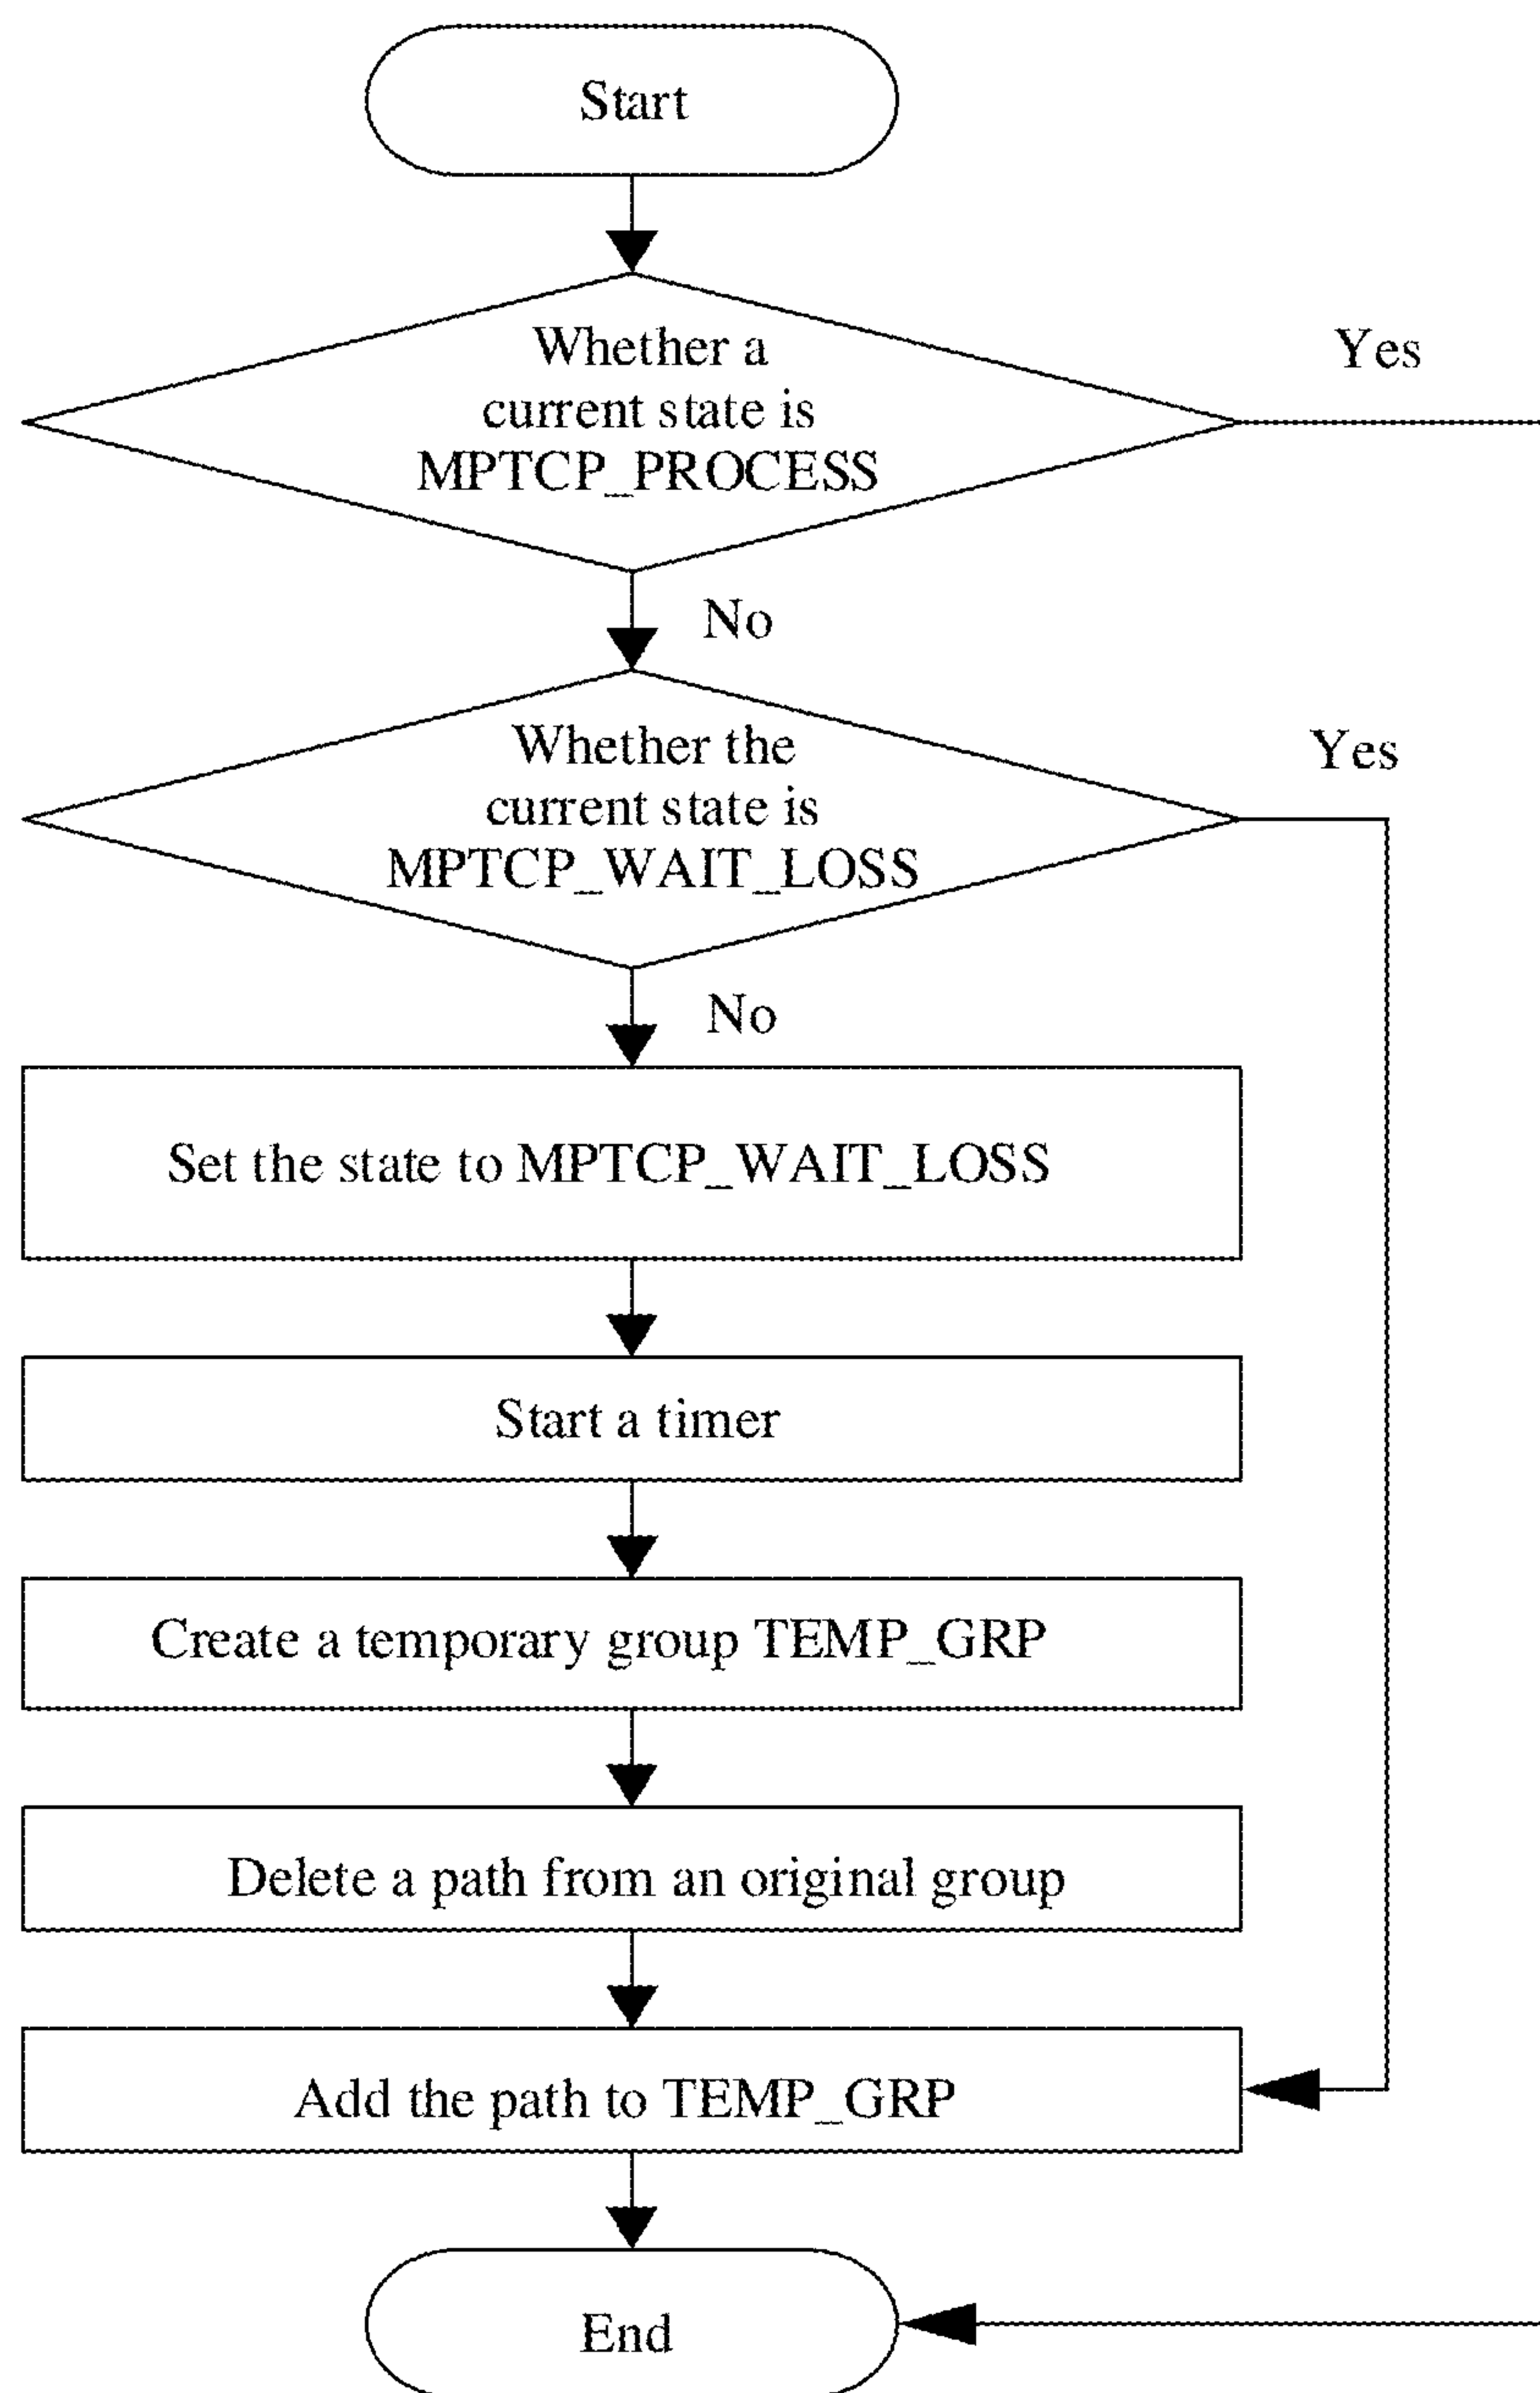 Start
Whether a
current state is
MPTCP_PROCESS
Yes
No
Whether the
current state is
MPTCP_WAIT_LOSS
Yes
No
Set the state to MPTCP_WAIT_LOSS
Start a timer
Create a temporary group TEMP_GRP
Delete a path from an original group
Add the path to TEMP_GRP
End